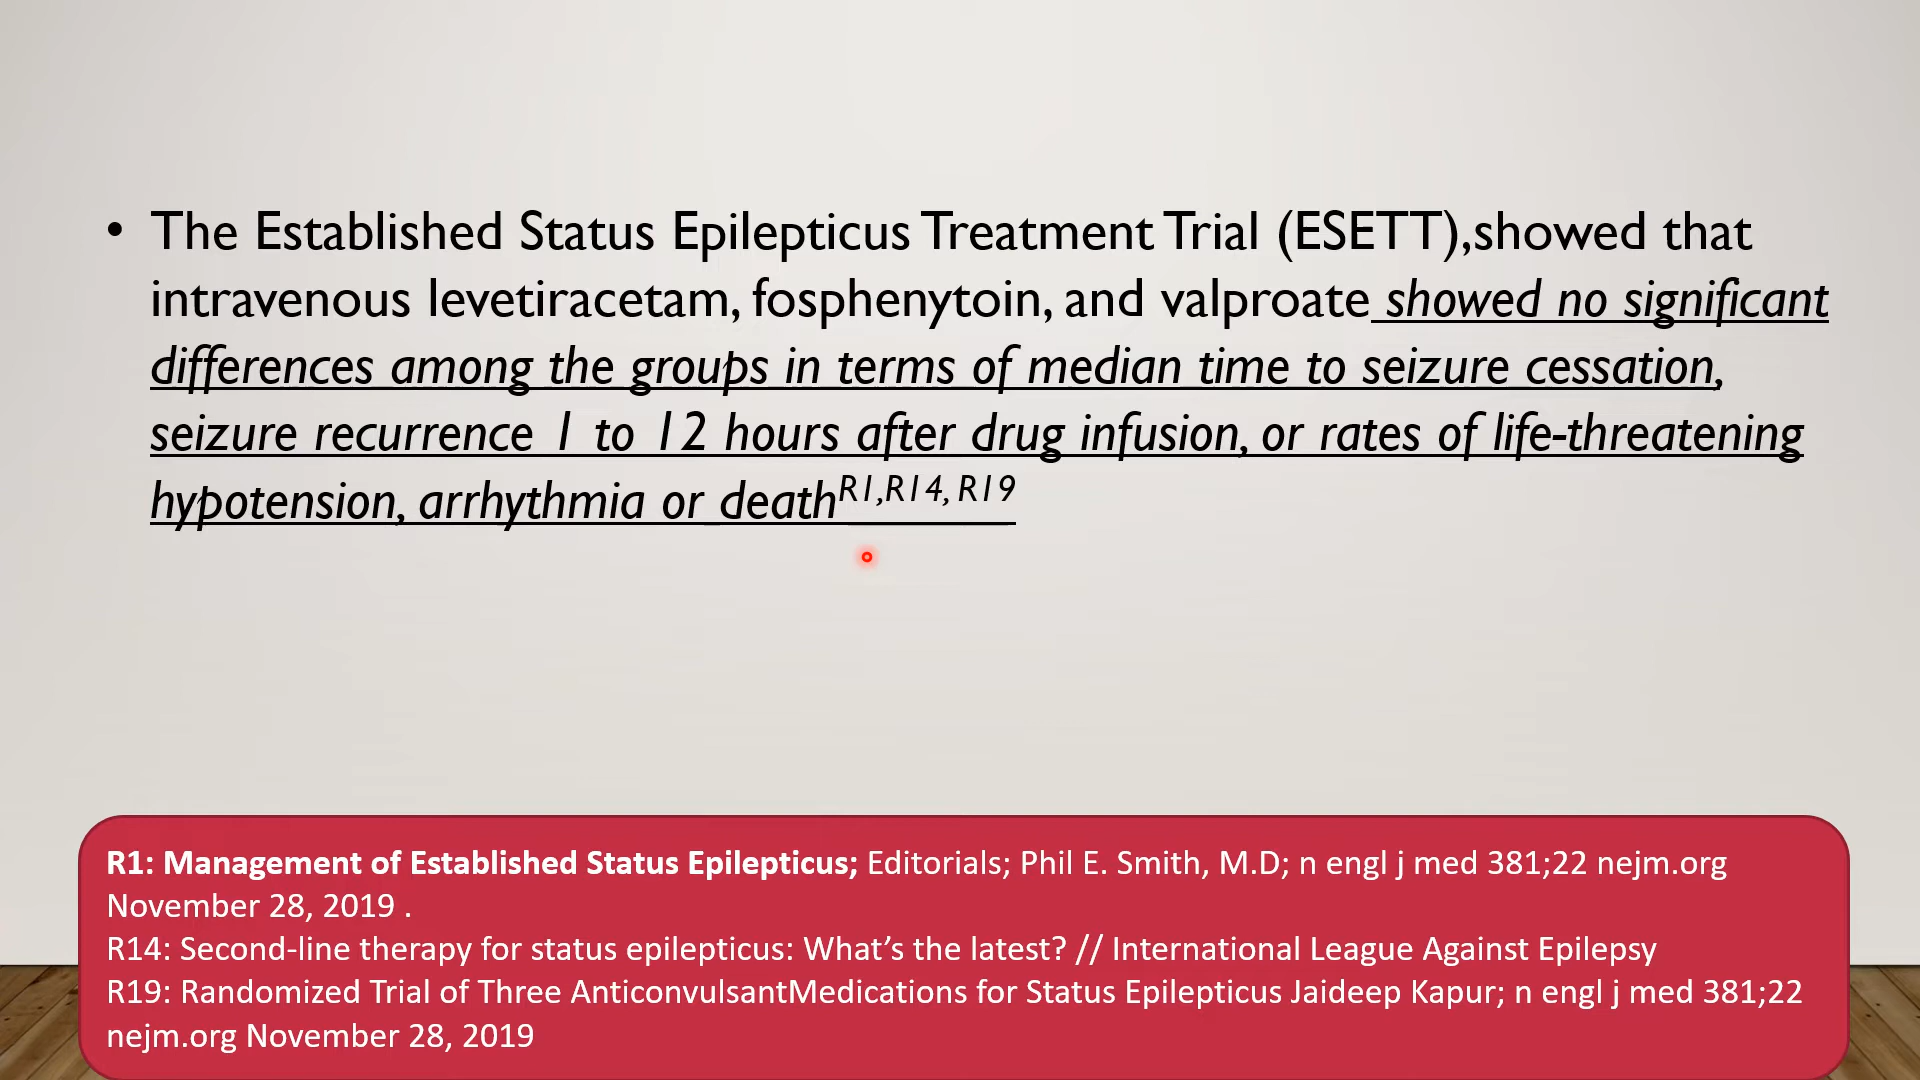 • The Established Status Epilepticus Treatment Trial (ESETT),showed that
intravenous levetiracetam, fosphenytoin, and valproate showed no significant
differences among the groups in terms of median time to seizure cessation,
seizure recurrence 1 to 12 hours after drug infusion, or rates of life-threatening
hypotension, arrhythmia or death R1,R14, R19
R1: Management of Established Status Epilepticus; Editorials; Phil E. Smith, M.D; n engl j med 381;22 nejm.org
November 28, 2019 .
R14: Second-line therapy for status epilepticus: What’s the latest? // International League Against Epilepsy
R19: Randomized Trial of Three AnticonvulsantMedications for Status Epilepticus Jaideep Kapur; n engl j med 381;22
nejm.org November 28, 2019